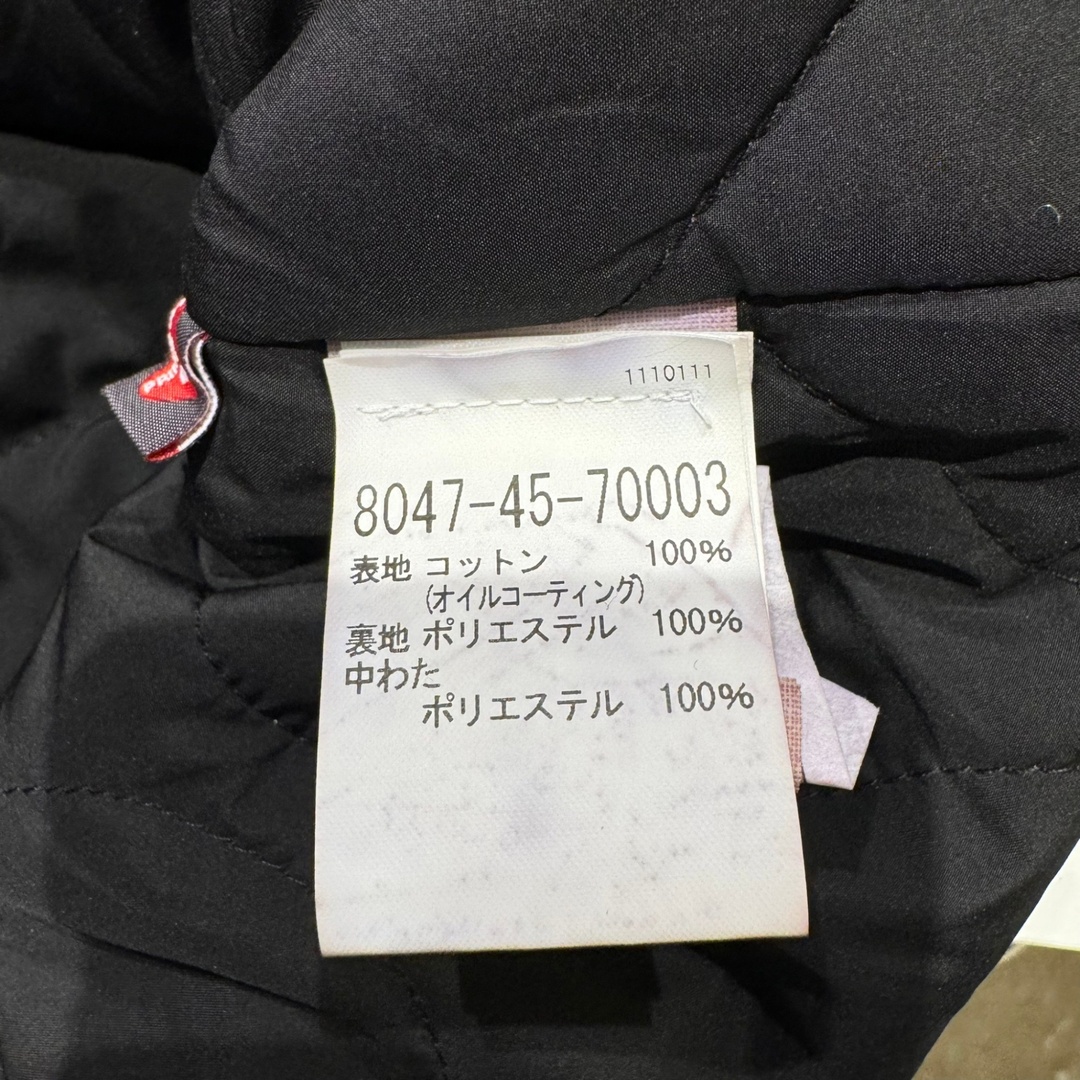 1110111
8047-45-70003
表地 コットン 100%
(オイルコーティング)
裏地 ポリエステル 100%
中わた
ポリエステル 100%